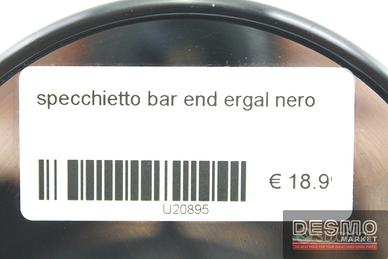 specchietto bar end ergal nero
€ 18.9
U20895
DESMO
MARKET